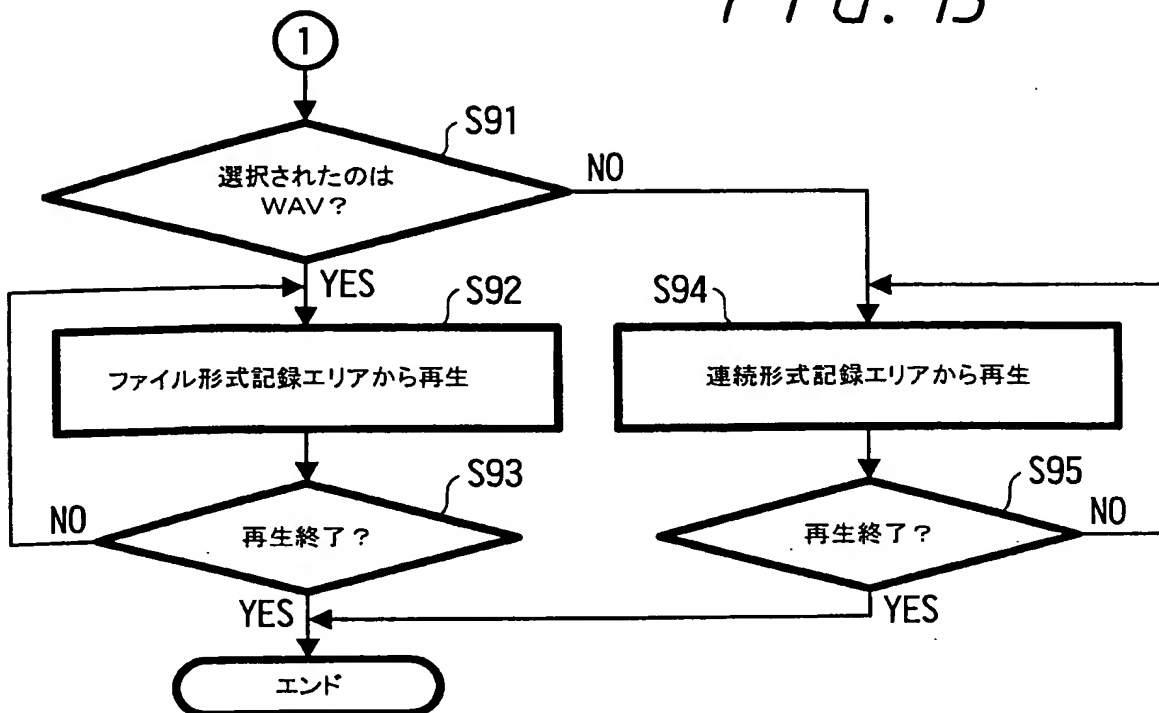 FIG. 15
1
S91
選択されたのは
WAV?
NO
YES
S92
ファイル形式記録エリアから再生
S94
連続形式記録エリアから再生
S93
再生終了?
NO
YES
S95
再生終了?
NO
YES
エンド